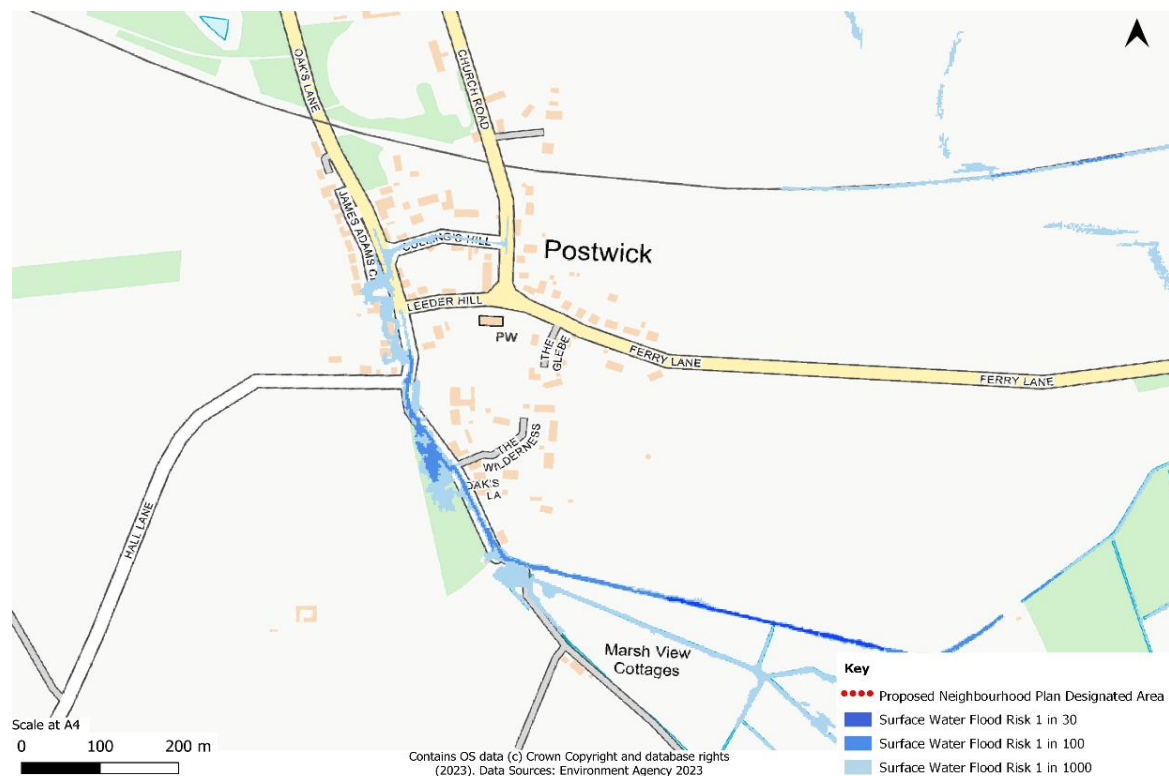 OAK'S LANE
CHURCH ROAD
JAMES ADAMS C
COLLING'S HILL
Postwick
LEEDER HILL
PW
THE
GLEBE
FERRY LANE
FERRY LANE
THE
WILDERNESS
OAK'S
LA
HALL LANE
Marsh View
Cottages
Key
Proposed Neighbourhood Plan Designated Area
Surface Water Flood Risk 1 in 30
Surface Water Flood Risk 1 in 100
Surface Water Flood Risk 1 in 1000
Scale at A4
0 100 200 m
Contains OS data (c) Crown Copyright and database rights
(2023). Data Sources: Environment Agency 2023